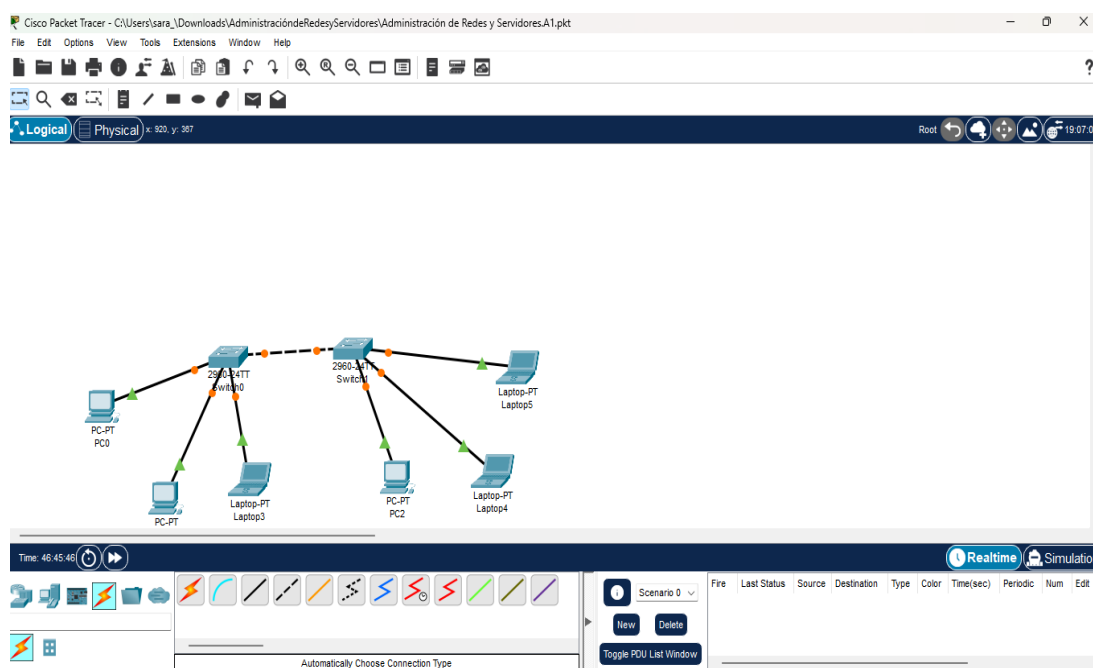 Cisco Packet Tracer - C:\Users\sara_\Downloads\AdministracióndeRedesyServidores\Administración de Redes y Servidores.A1.pkt
File Edit Options View Tools Extensions Window Help
?
Logical Physical x: 920, y: 367 Root 19:07:0
2960-24TT
Switch0
2960-24TT
Switch1
Laptop-PT
Laptop5
PC-PT
PC0
PC-PT
Laptop-PT
Laptop3
PC-PT
PC2
Laptop-PT
Laptop4
Time: 46:45:46 Realtime Simulatio
Scenario 0
Fire Last Status Source Destination Type Color Time(sec) Periodic Num Edit
New Delete
Toggle PDU List Window
Automatically Choose Connection Type